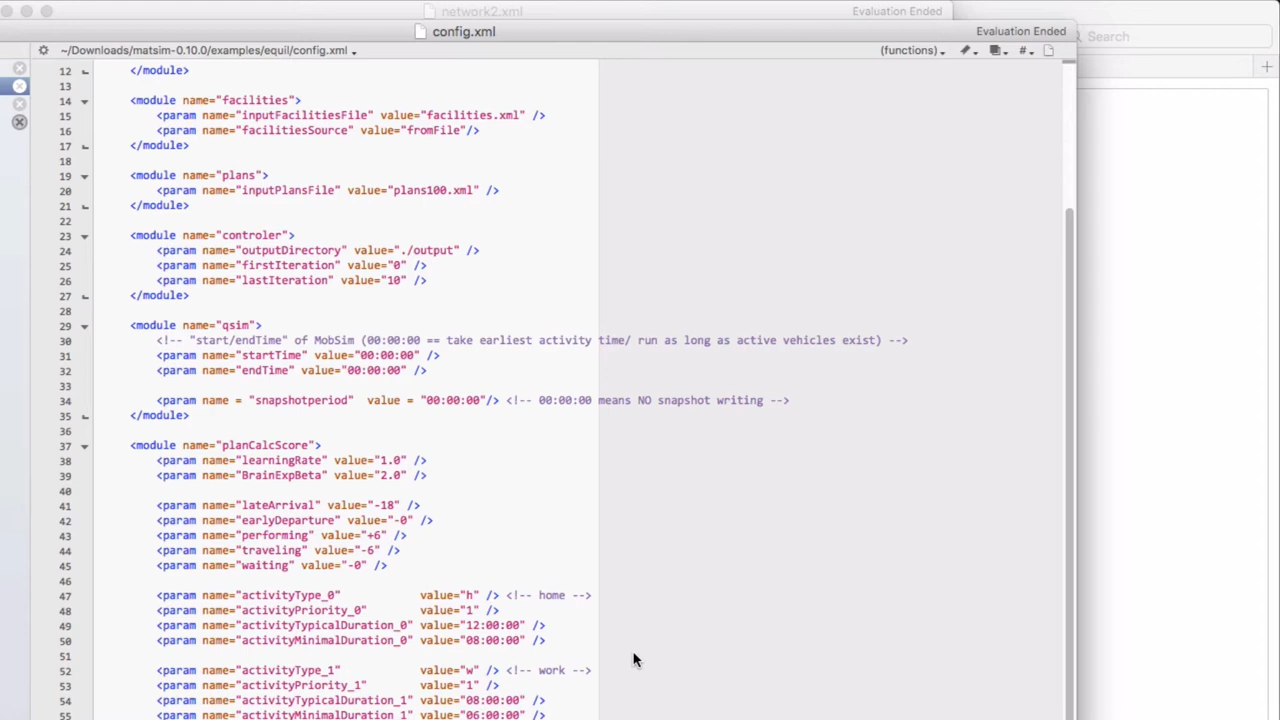 network2.xml
Evaluation Ended
config.xml
Evaluation Ended
Search
~/Downloads/matsim-0.10.0/examples/equil/config.xml
(functions)
#
12 </module>
13
14 <module name="facilities">
15 <param name="inputFacilitiesFile" value="facilities.xml" />
16 <param name="facilitiesSource" value="fromFile"/>
17 </module>
18
19 <module name="plans">
20 <param name="inputPlansFile" value="plans100.xml" />
21 </module>
22
23 <module name="controler">
24 <param name="outputDirectory" value="./output" />
25 <param name="firstIteration" value="0" />
26 <param name="lastIteration" value="10" />
27 </module>
28
29 <module name="qsim">
30 <!-- "start/endTime" of MobSim (00:00:00 == take earliest activity time/ run as long as active vehicles exist) -->
31 <param name="startTime" value="00:00:00" />
32 <param name="endTime" value="00:00:00" />
33
34 <param name = "snapshotperiod" value = "00:00:00"/> <!-- 00:00:00 means NO snapshot writing -->
35 </module>
36
37 <module name="planCalcScore">
38 <param name="learningRate" value="1.0" />
39 <param name="BrainExpBeta" value="2.0" />
40
41 <param name="lateArrival" value="-18" />
42 <param name="earlyDeparture" value="-0" />
43 <param name="performing" value="+6" />
44 <param name="traveling" value="-6" />
45 <param name="waiting" value="-0" />
46
47 <param name="activityType_0" value="h" /> <!-- home -->
48 <param name="activityPriority_0" value="1" />
49 <param name="activityTypicalDuration_0" value="12:00:00" />
50 <param name="activityMinimalDuration_0" value="08:00:00" />
51
52 <param name="activityType_1" value="w" /> <!-- work -->
53 <param name="activityPriority_1" value="1" />
54 <param name="activityTypicalDuration_1" value="08:00:00" />
55 <param name="activityMinimalDuration_1" value="06:00:00" />